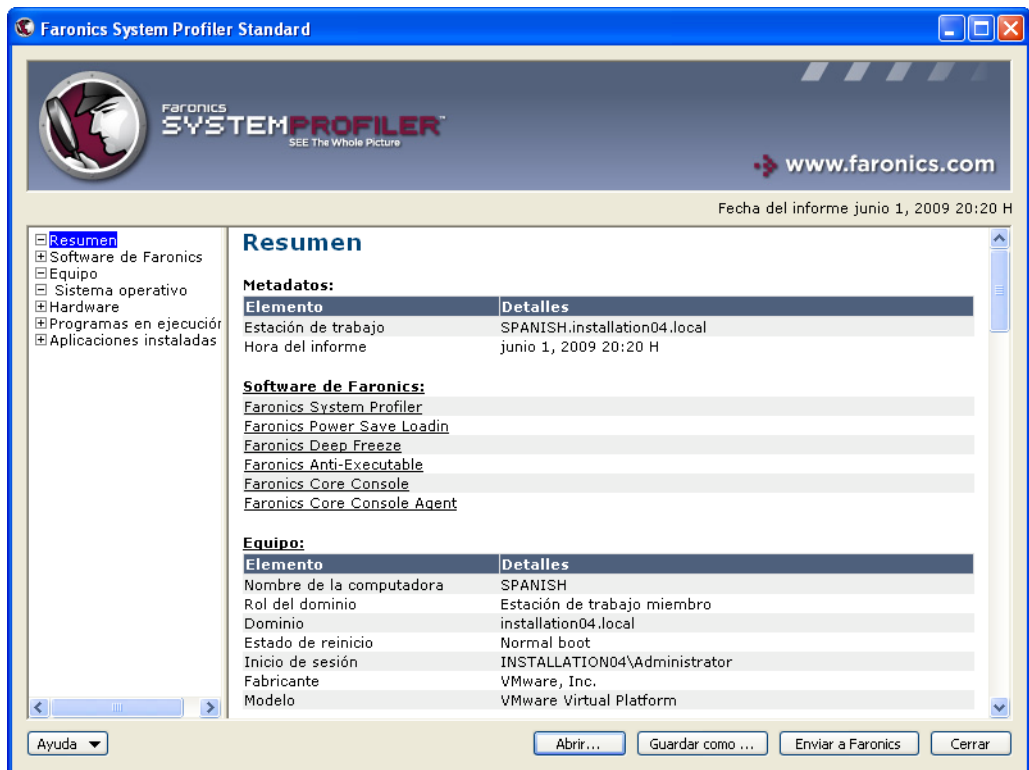 Faronics System Profiler Standard
Faronics
SYSTEMPROFILER™
SEE The Whole Picture
www.faronics.com
Fecha del informe junio 1, 2009 20:20 H
Resumen
Software de Faronics
Equipo
Sistema operativo
Hardware
Programas en ejecución
Aplicaciones instaladas
Resumen
Metadatos:
Elemento Detalles
Estación de trabajo SPANISH.installation04.local
Hora del informe junio 1, 2009 20:20 H
Software de Faronics:
Faronics System Profiler
Faronics Power Save Loadin
Faronics Deep Freeze
Faronics Anti-Executable
Faronics Core Console
Faronics Core Console Agent
Equipo:
Elemento Detalles
Nombre de la computadora SPANISH
Rol del dominio Estación de trabajo miembro
Dominio installation04.local
Estado de reinicio Normal boot
Inicio de sesión INSTALLATION04\Administrator
Fabricante VMware, Inc.
Modelo VMware Virtual Platform
Ayuda Abrir... Guardar como ... Enviar a Faronics Cerrar